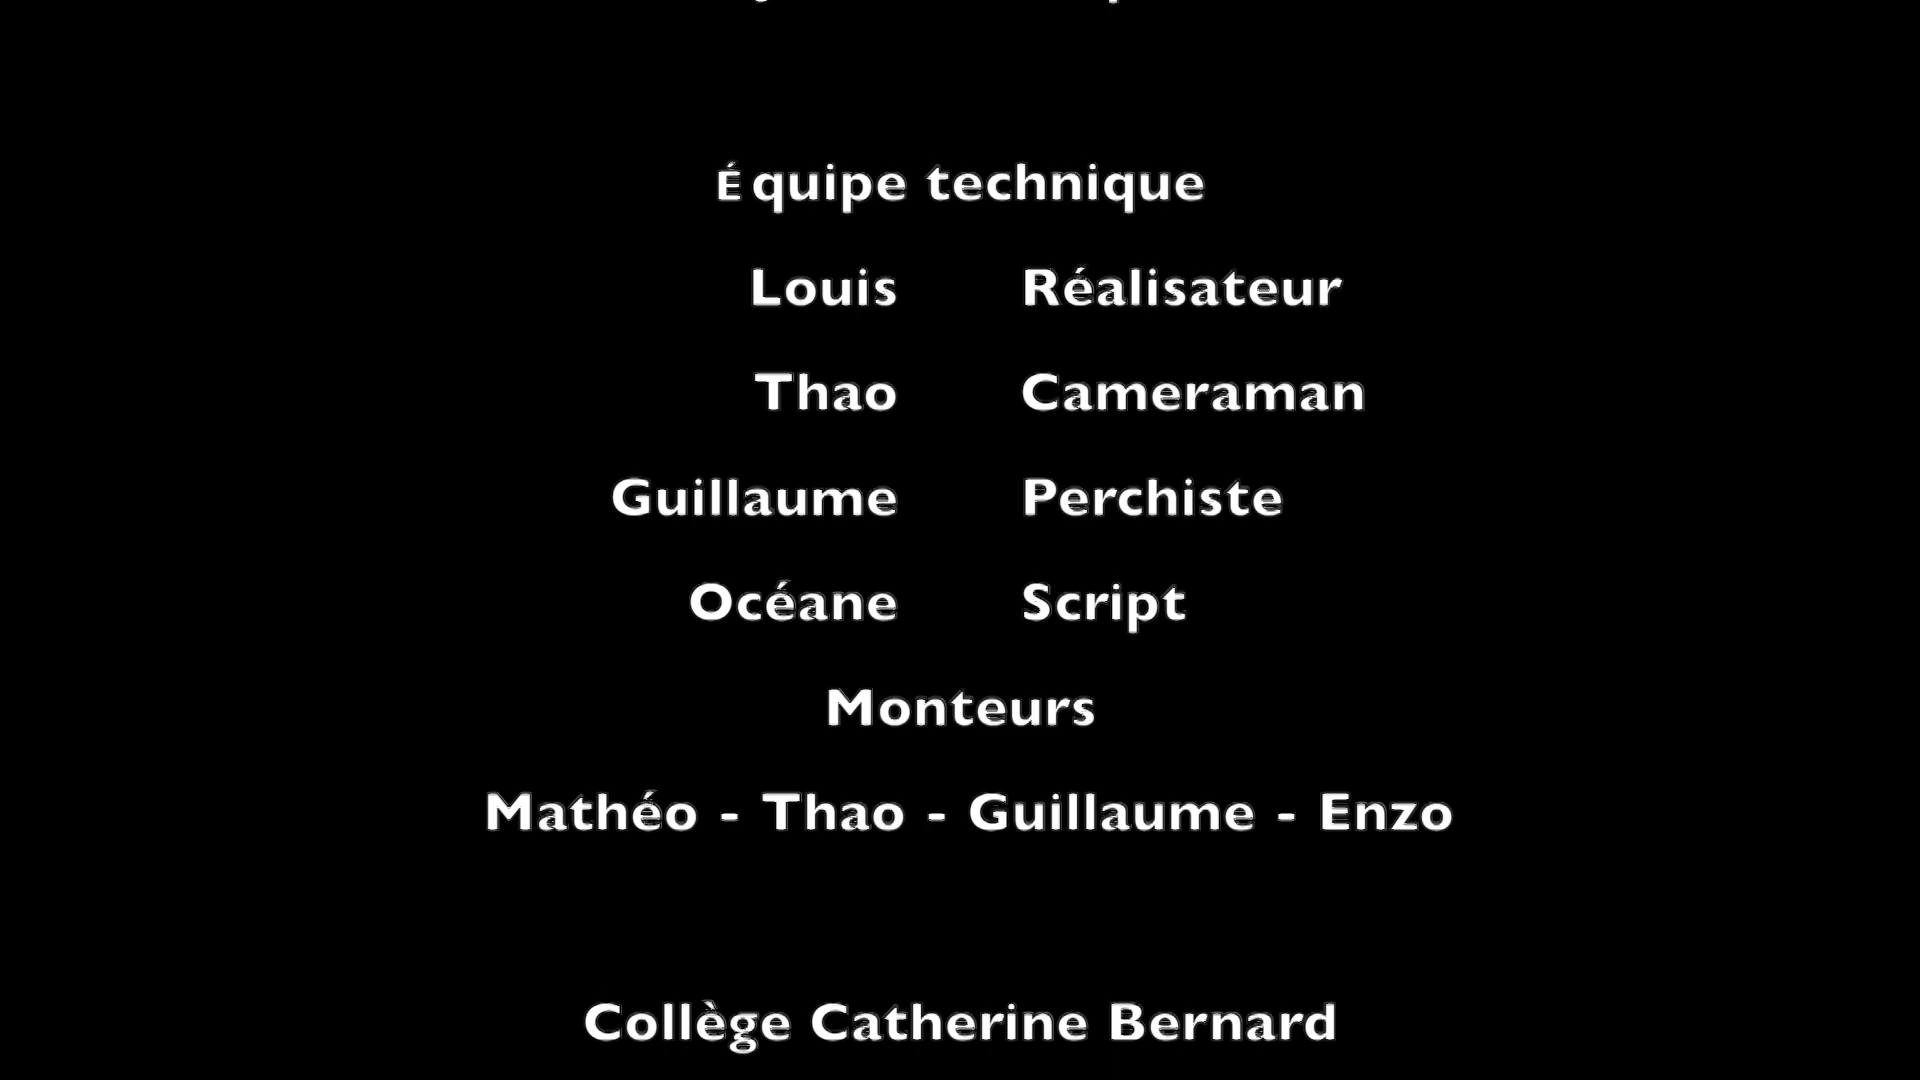 Équipe technique
Louis Réalisateur
Thao Cameraman
Guillaume Perchiste
Océane Script
Monteurs
Mathéo - Thao - Guillaume - Enzo
Collège Catherine Bernard